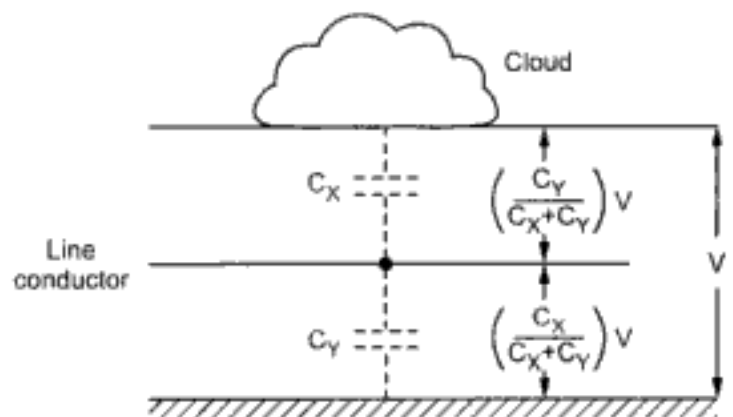 Cloud
C_X
(C_Y / C_X+C_Y) V
Line
conductor
V
C_Y
(C_X / C_X+C_Y) V